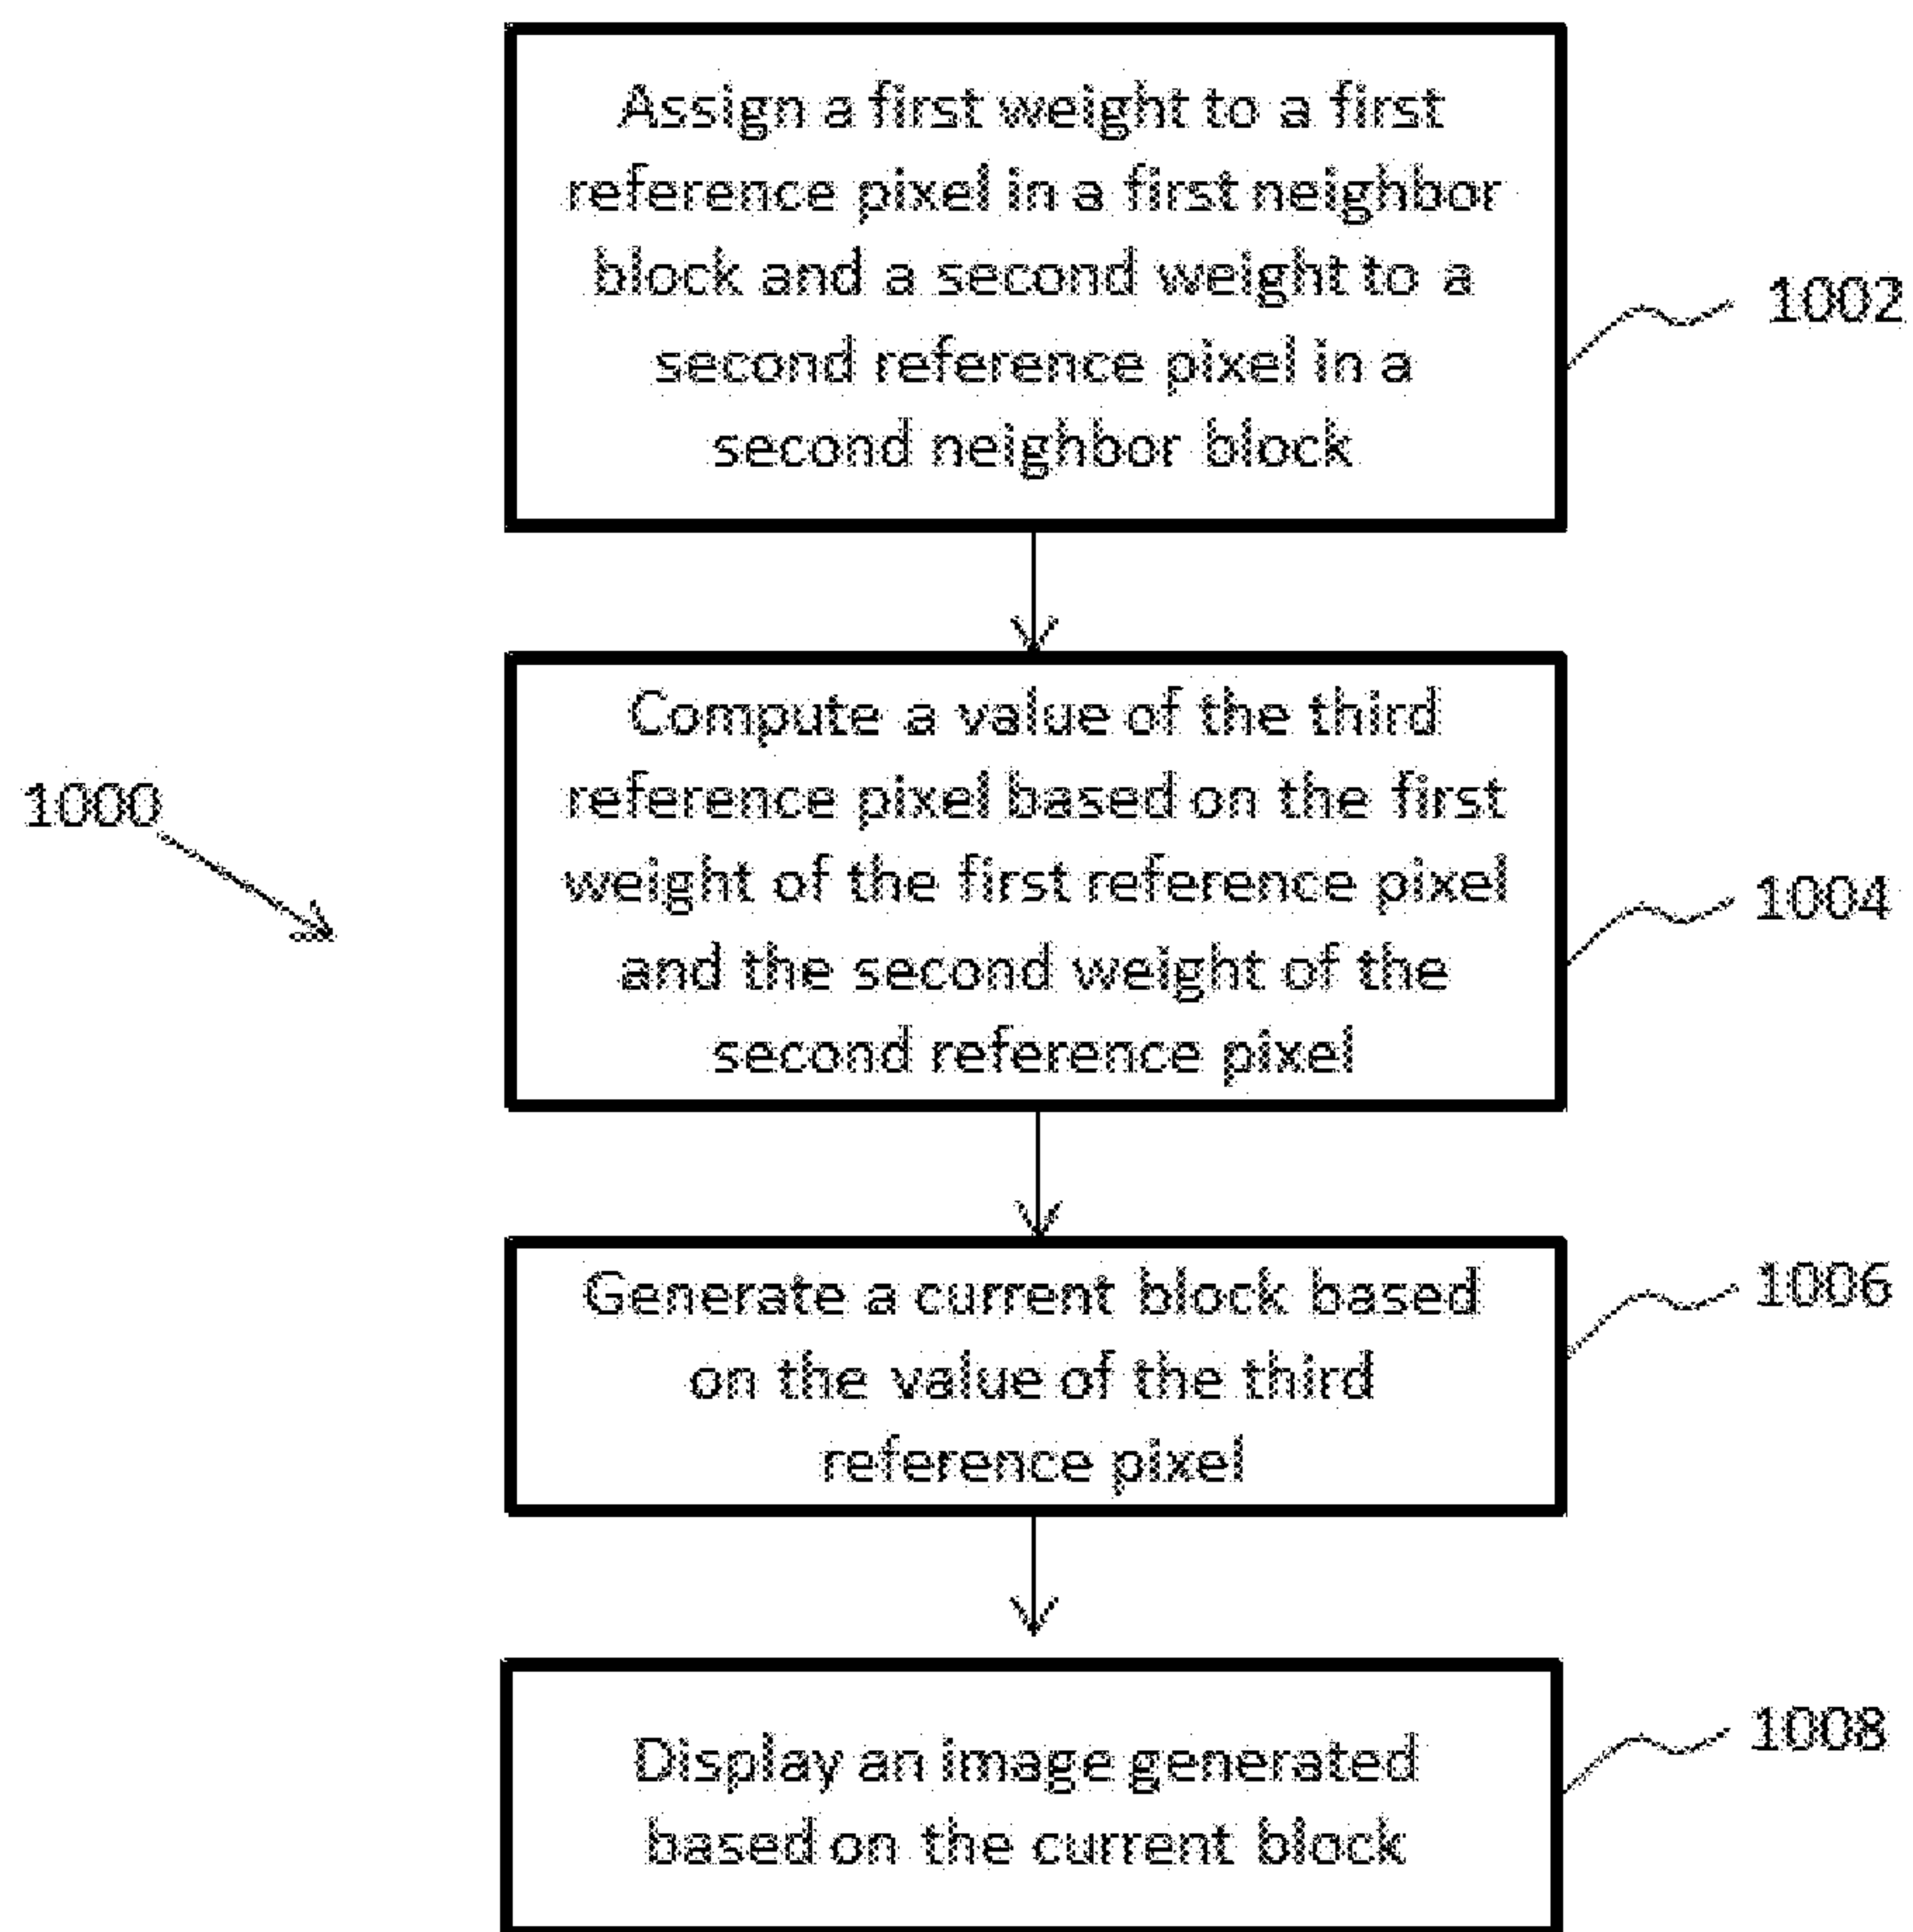 Assign a first weight to a first
reference pixel in a first neighbor
block and a second weight to a
second reference pixel in a
second neighbor block
1002
Compute a value of the third
reference pixel based on the first
weight of the first reference pixel
and the second weight of the
second reference pixel
1000
1004
Generate a current block based
on the value of the third
reference pixel
1006
Display an image generated
based on the current block
1008